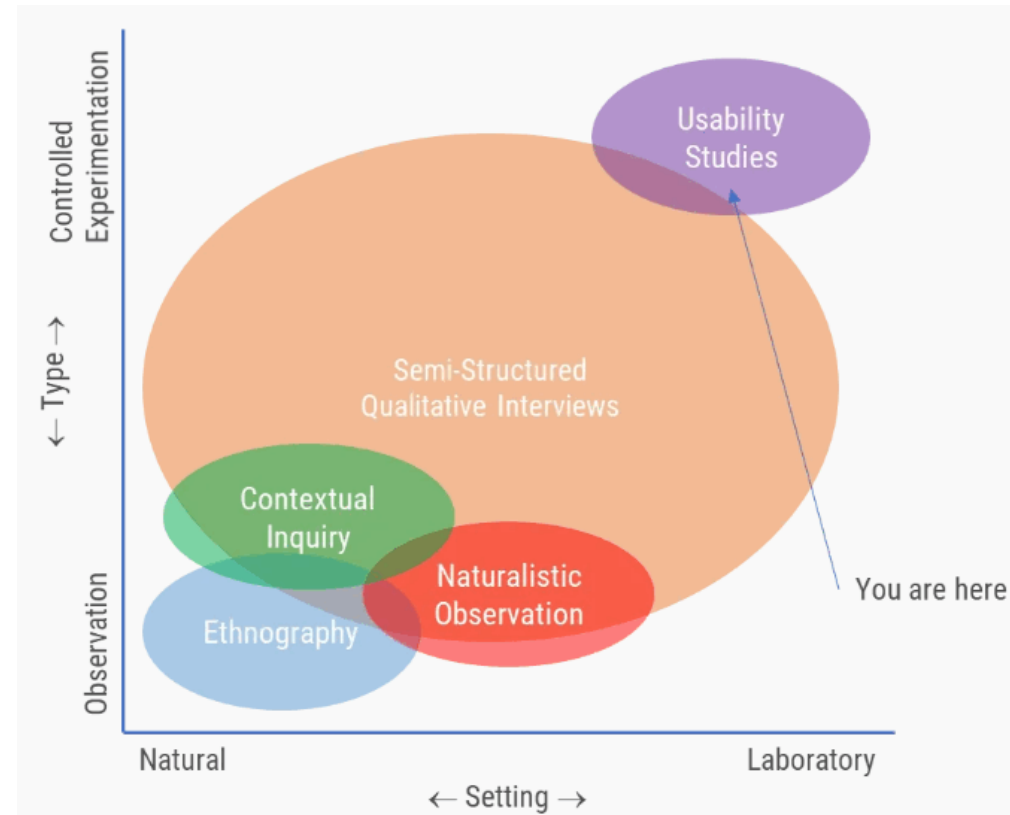 Controlled
Experimentation
← Type →
Observation
Usability
Studies
Semi-Structured
Qualitative Interviews
Contextual
Inquiry
Naturalistic
Observation
Ethnography
You are here
Natural
Laboratory
← Setting →